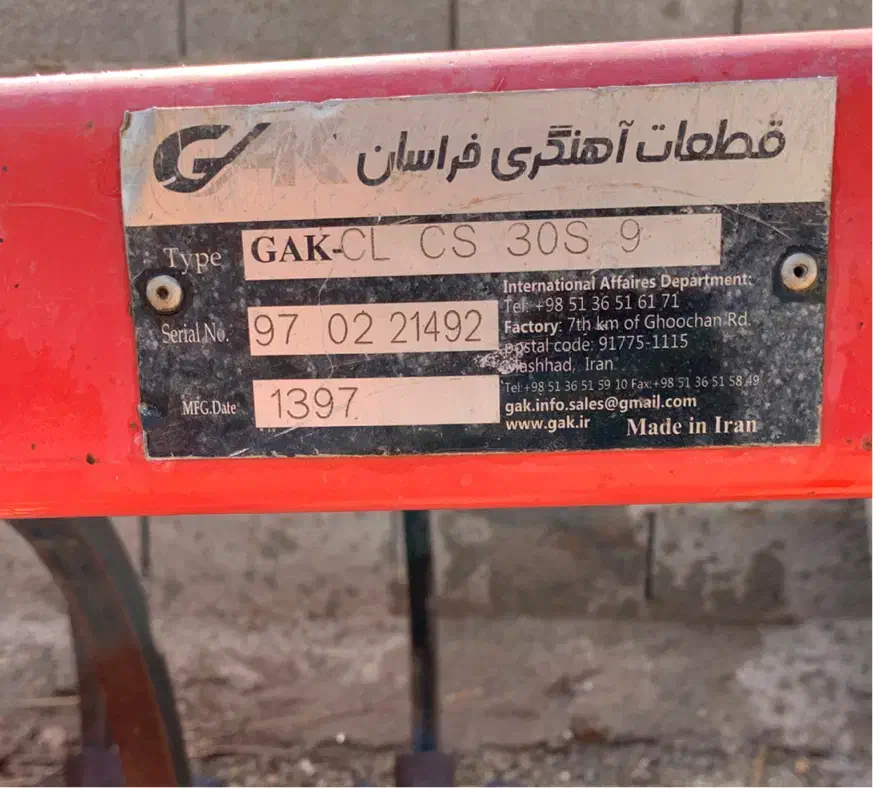 GAK قطعات آهنگری خراسان
Type GAK-CL CS 30S 9
Serial No. 97 02 21492
MFG.Date 1397
International Affaires Department:
Tel: +98 51 36 51 61 71
Factory: 7th km of Ghoochan Rd.
postal code: 91775-1115
Mashhad, Iran
Tel:+98 51 36 51 59 10 Fax:+98 51 36 51 58 49
gak.info.sales@gmail.com
www.gak.ir Made in Iran